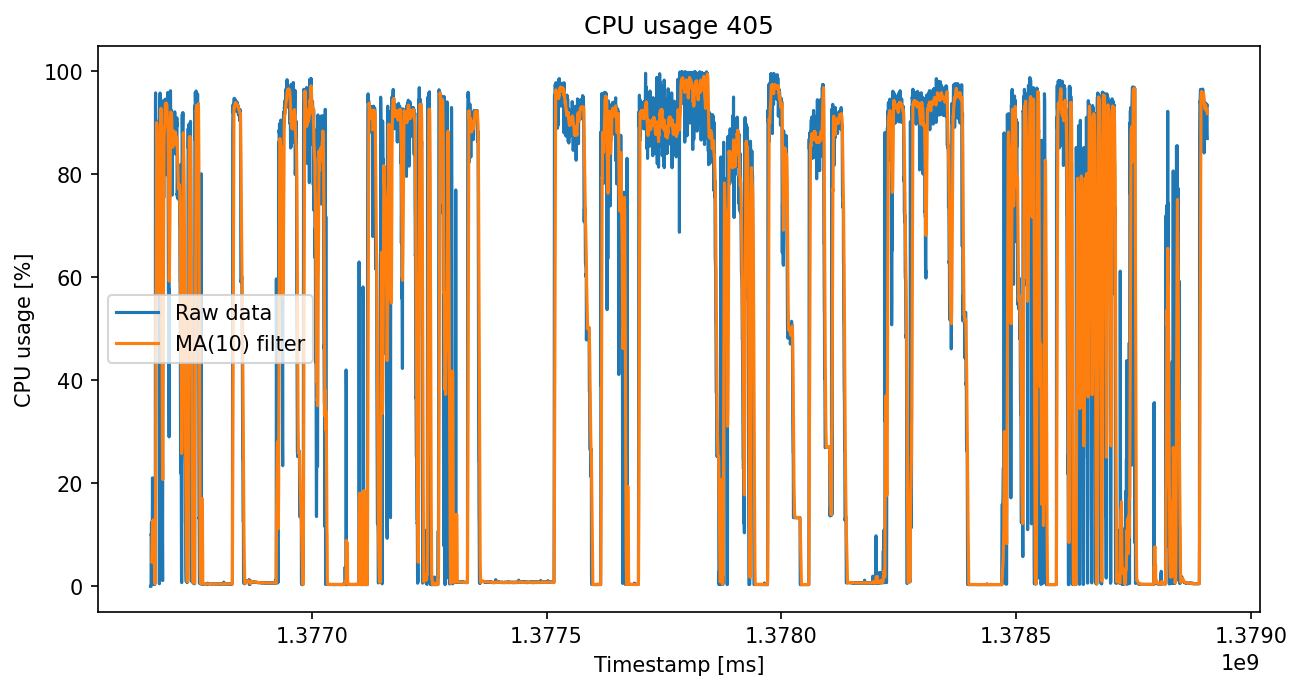 CPU usage 405
100
80
60
40
20
0
CPU usage [%]
Raw data
MA(10) filter
1.3770
1.3775
1.3780
1.3785
1.3790
1e9
Timestamp [ms]